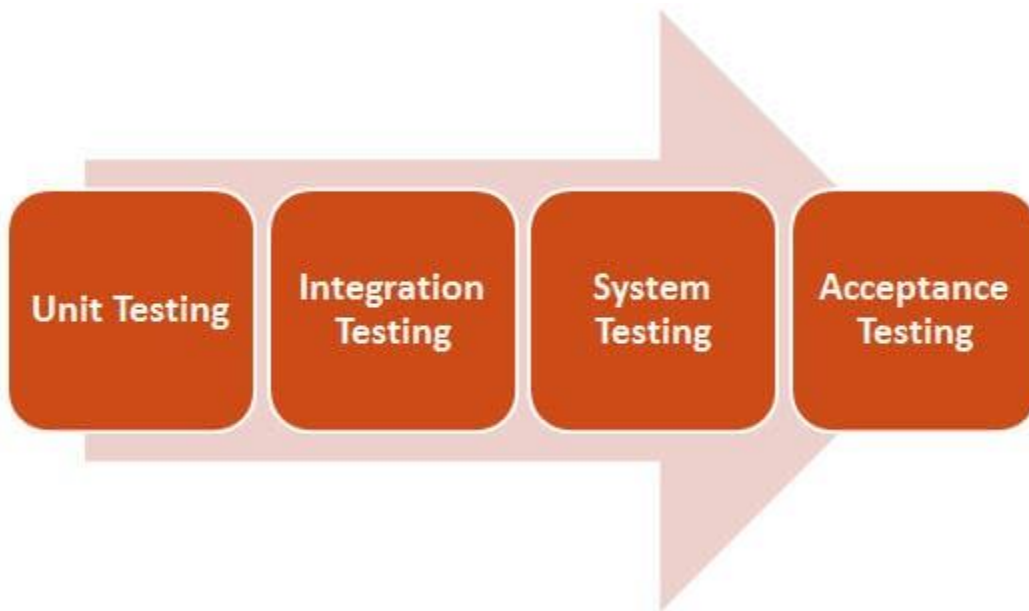 Unit Testing
Integration
Testing
System
Testing
Acceptance
Testing